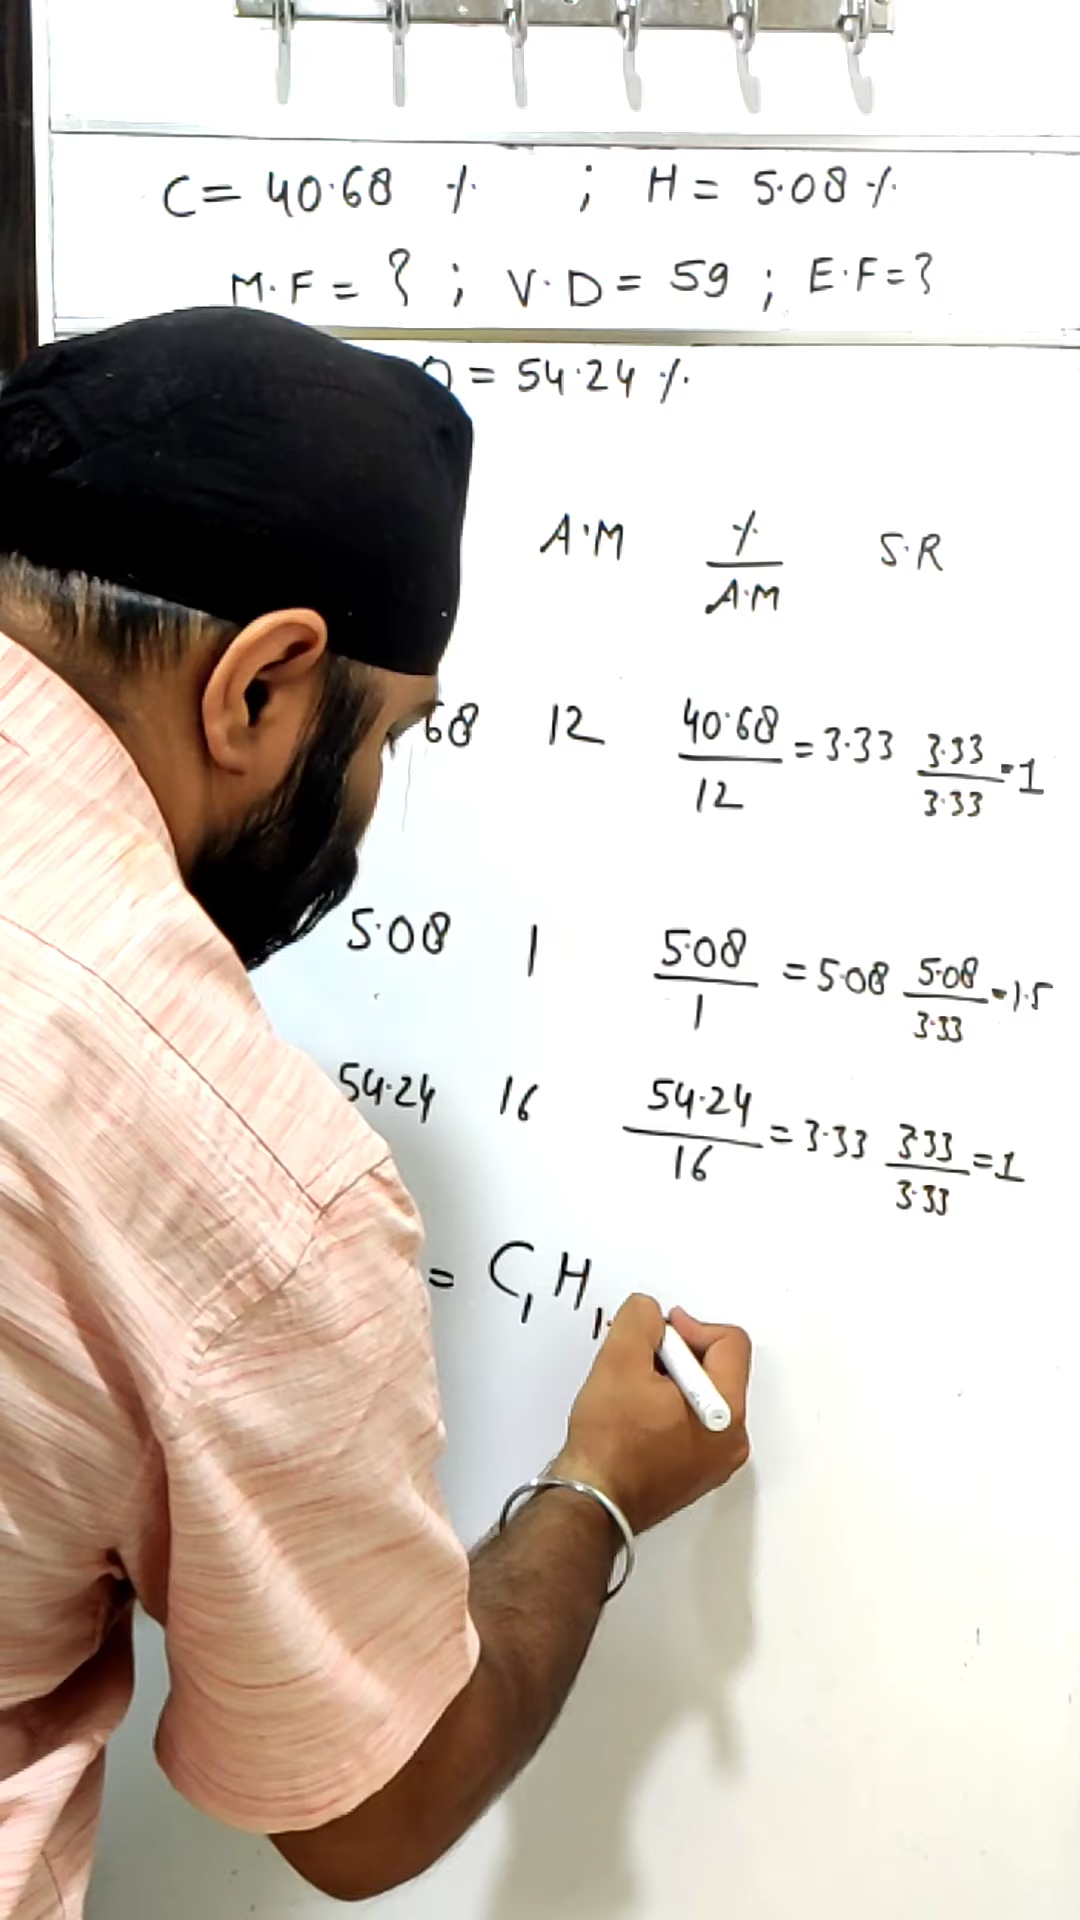 C = 40.68 % ; H = 5.08 %
M.F = ? ; V.D = 59 ; E.F = ?
O = 54.24 %
A.M %/A.M S.R
68 12 40.68/12 = 3.33 3.33/3.33 = 1
5.08 1 5.08/1 = 5.08 5.08/3.33 = 1.5
54.24 16 54.24/16 = 3.33 3.33/3.33 = 1
= C₁H₁.